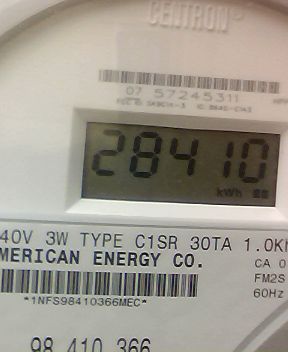 CENTRON®
07 57245311
28410
kWh
40V 3W TYPE C1SR 30TA 1.0Kh
MERICAN ENERGY CO.
CA 0
FM2S
60Hz
*1NFS98410366MEC*
98 410 366